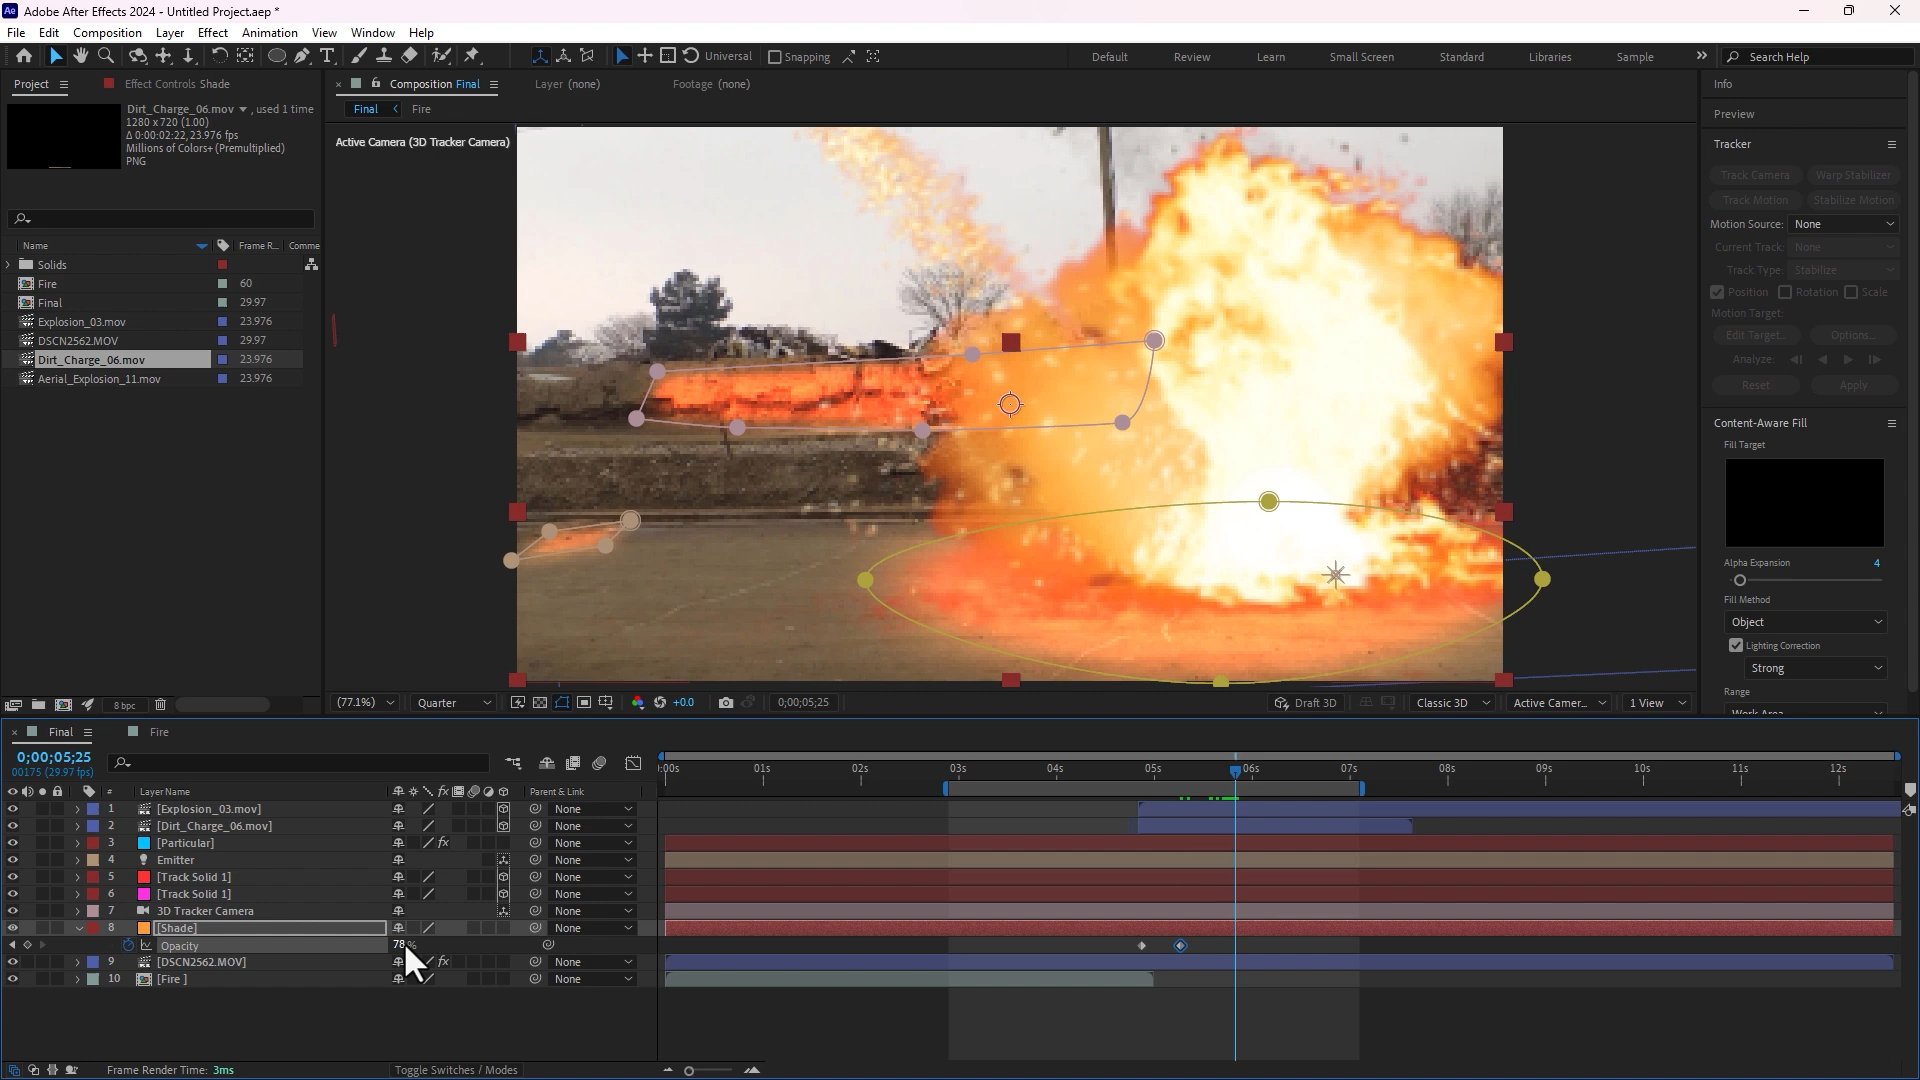 Ae Adobe After Effects 2024 - Untitled Project.aep *
File Edit Composition Layer Effect Animation View Window Help
Universal Snapping Default Review Learn Small Screen Standard Libraries Sample Search Help
Project Effect Controls Shade
Dirt_Charge_06.mov , used 1 time
1280 x 720 (1.00)
Δ 0:00:02:22, 23.976 fps
Millions of Colors+ (Premultiplied)
PNG
Name Frame R... Comme
Solids
Fire 60
Final 29.97
Explosion_03.mov 23.976
DSCN2562.MOV 29.97
Dirt_Charge_06.mov 23.976
Aerial_Explosion_11.mov 23.976
8 bpc
Composition Final Layer (none) Footage (none)
Final Fire
Active Camera (3D Tracker Camera)
(77.1%) Quarter +0.0 0;00;05;25 Draft 3D Classic 3D Active Camer... 1 View
Info
Preview
Tracker
Track Camera Warp Stabilizer
Track Motion Stabilize Motion
Motion Source: None
Current Track: None
Track Type: Stabilize
Position Rotation Scale
Motion Target:
Edit Target... Options...
Analyze:
Reset Apply
Content-Aware Fill
Fill Target
Alpha Expansion 4
Fill Method
Object
Lighting Correction
Strong
Range
Work Area
Final Fire
0;00;05;25
00175 (29.97 fps)
:00s 01s 02s 03s 04s 05s 06s 07s 08s 09s 10s 11s 12s
# Layer Name fx Parent & Link
1 [Explosion_03.mov] None
2 [Dirt_Charge_06.mov] None
3 [Particular] fx None
4 Emitter None
5 [Track Solid 1] None
6 [Track Solid 1] None
7 3D Tracker Camera None
8 [Shade] None
Opacity 78 %
9 [DSCN2562.MOV] fx None
10 [Fire ] None
Frame Render Time: 3ms Toggle Switches / Modes